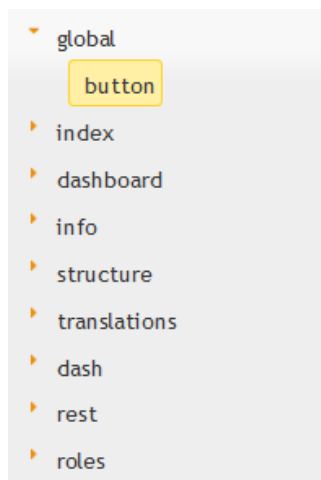 global
button
index
dashboard
info
structure
translations
dash
rest
roles